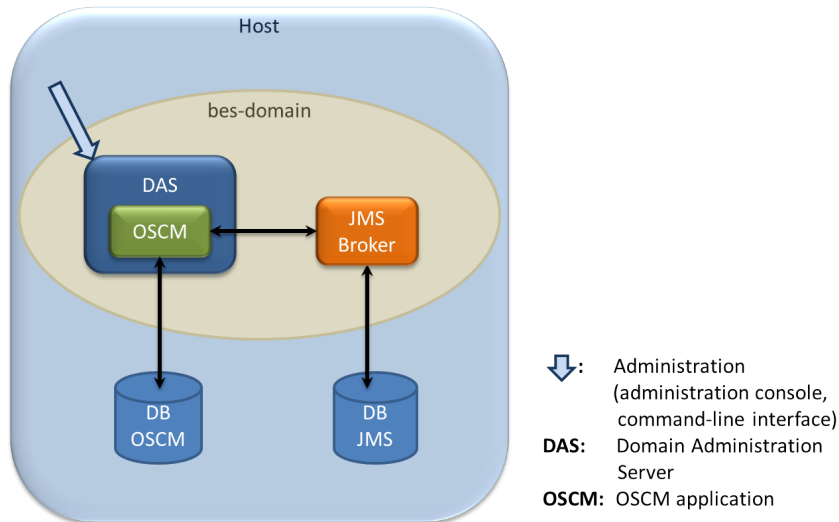 Host
bes-domain
DAS
OSCM
JMS
Broker
DB
OSCM
DB
JMS
: Administration
(administration console,
command-line interface)
DAS: Domain Administration
Server
OSCM: OSCM application